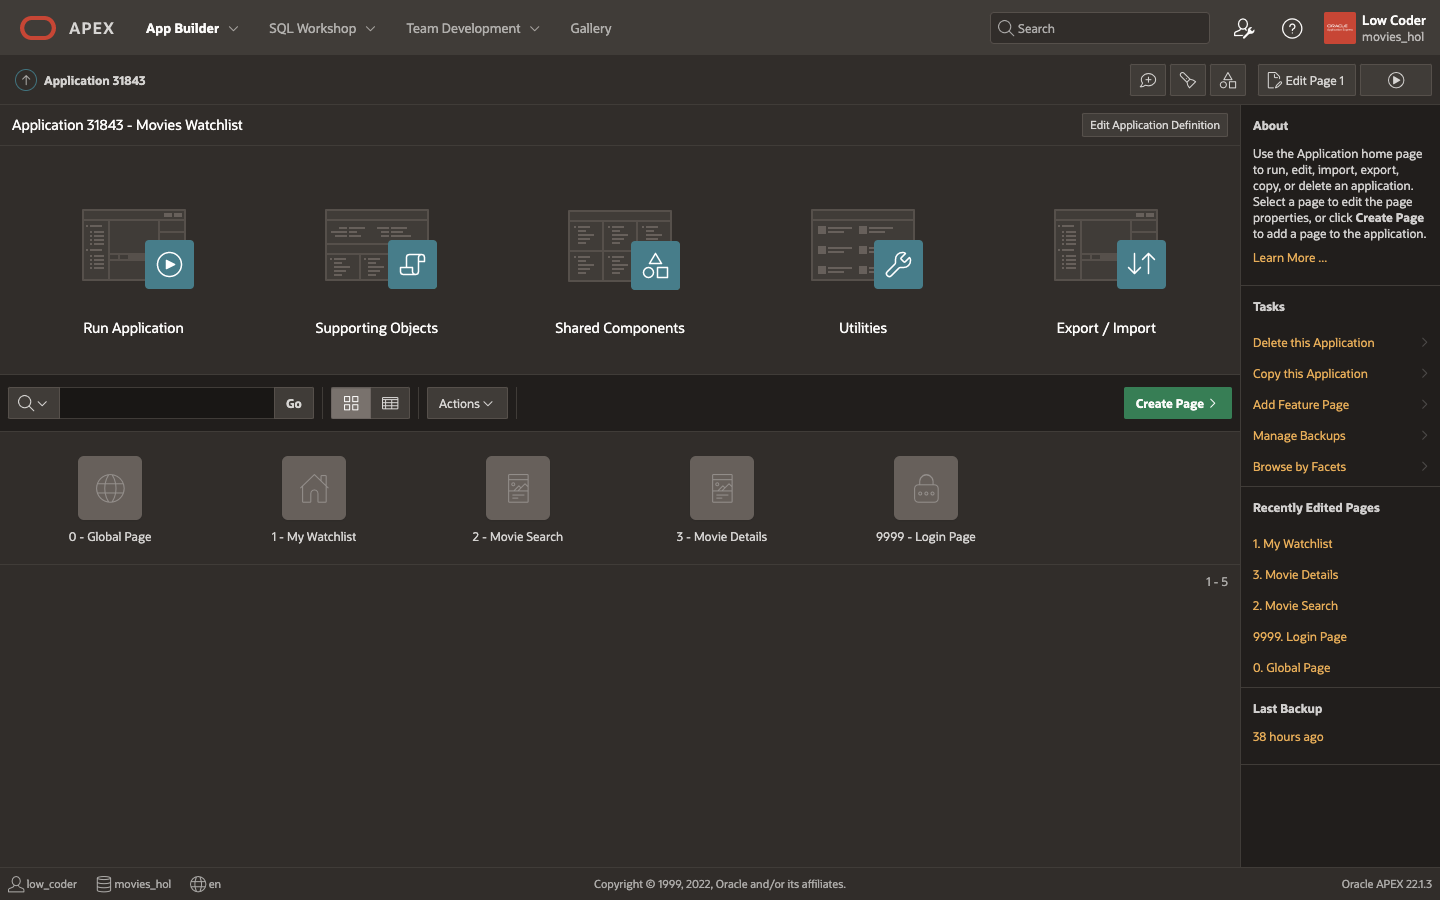 APEX App Builder SQL Workshop Team Development Gallery Search Low Coder
movies_hol
Application 31843 Edit Page 1
Application 31843 - Movies Watchlist Edit Application Definition
Run Application Supporting Objects Shared Components Utilities Export / Import
Go Actions Create Page
0 - Global Page 1 - My Watchlist 2 - Movie Search 3 - Movie Details 9999 - Login Page
1 - 5
About
Use the Application home page
to run, edit, import, export,
copy, or delete an application.
Select a page to edit the page
properties, or click Create Page
to add a page to the application.
Learn More ...
Tasks
Delete this Application
Copy this Application
Add Feature Page
Manage Backups
Browse by Facets
Recently Edited Pages
1. My Watchlist
3. Movie Details
2. Movie Search
9999. Login Page
0. Global Page
Last Backup
38 hours ago
low_coder movies_hol en Copyright © 1999, 2022, Oracle and/or its affiliates. Oracle APEX 22.1.3